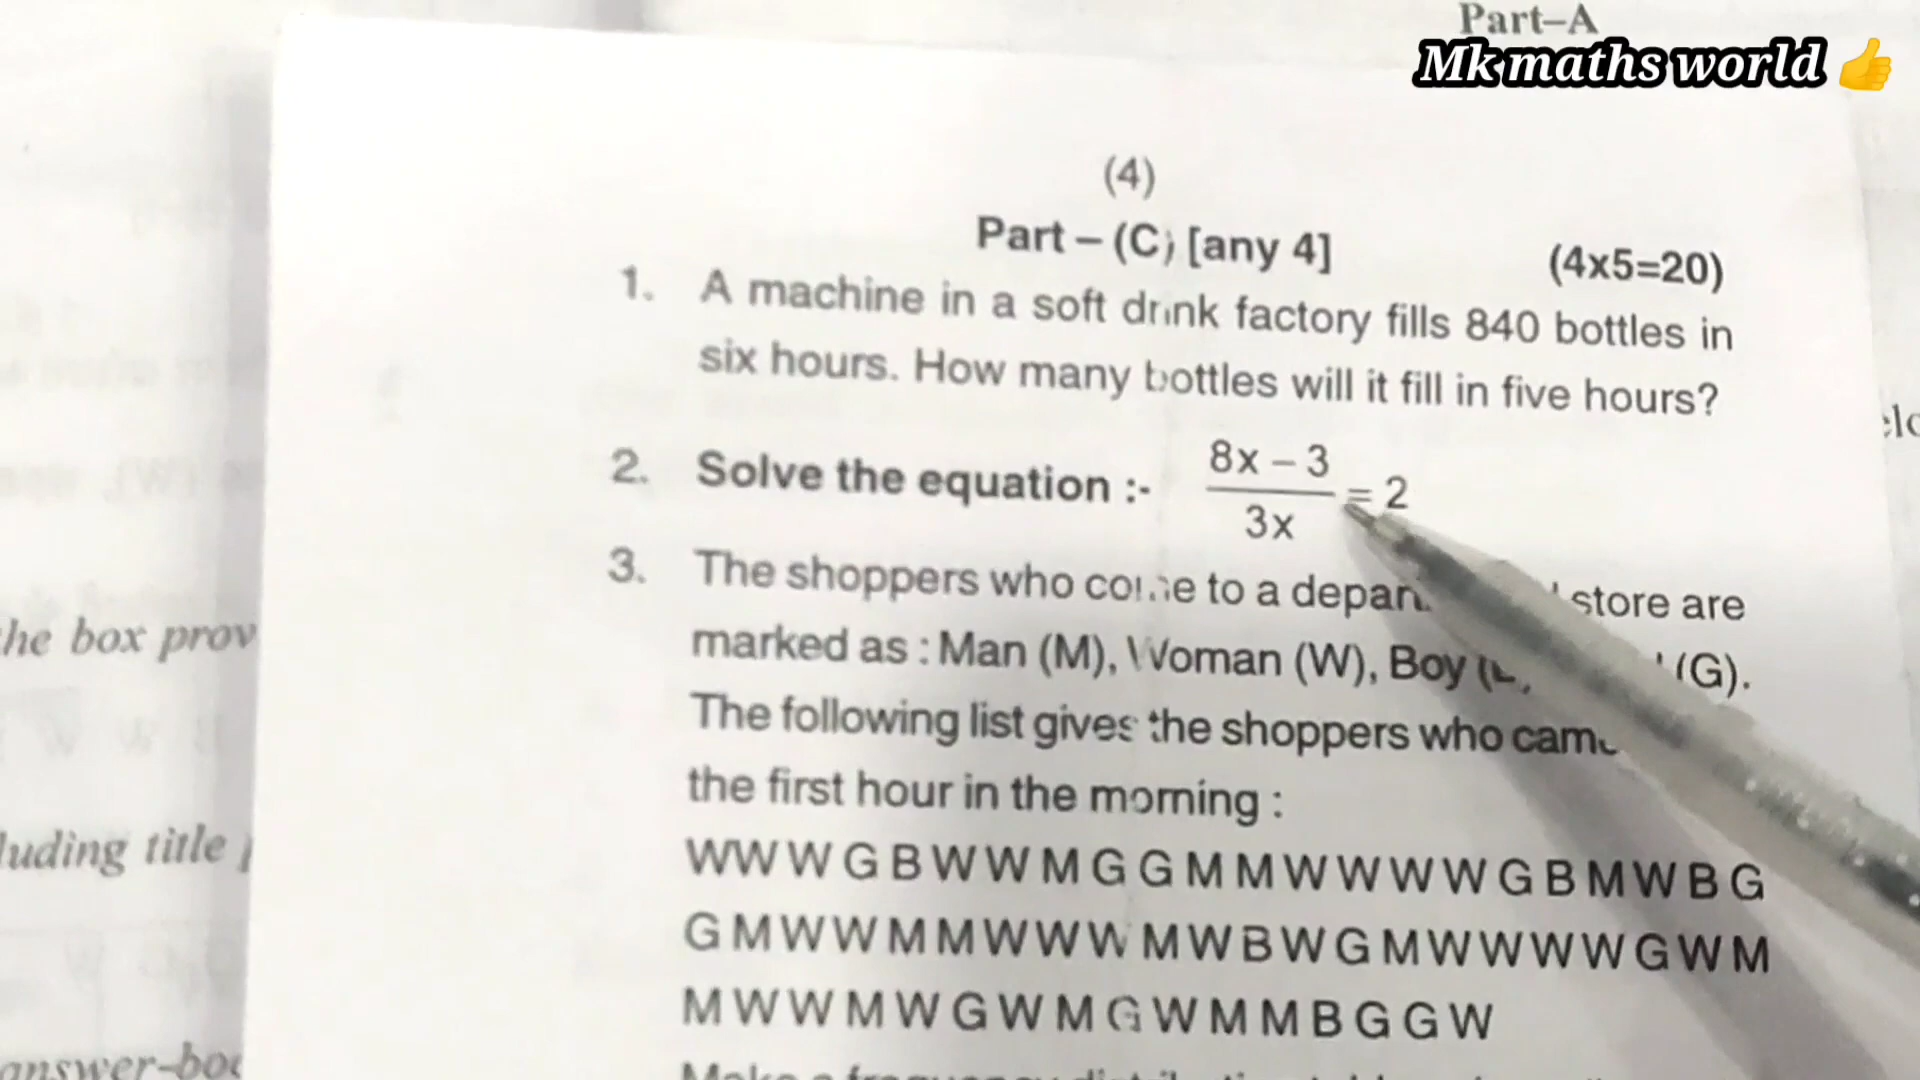 Part–A
Mk maths world 👍
(4)
Part – (C) [any 4]
(4x5=20)
1. A machine in a soft drink factory fills 840 bottles in
six hours. How many bottles will it fill in five hours?
2. Solve the equation :- 8x – 3 / 3x = 2
3. The shoppers who come to a store are
marked as : Man (M), Woman (W), Boy (G).
The following list gives the shoppers who came
the first hour in the morning :
W W W G B W W M G G M M W W W W G B M W B G
G M W W M M W W W M W B W G M W W W W G W M
M W W M W G W M G W M M B G G W
he box prov
luding title
answer-boo